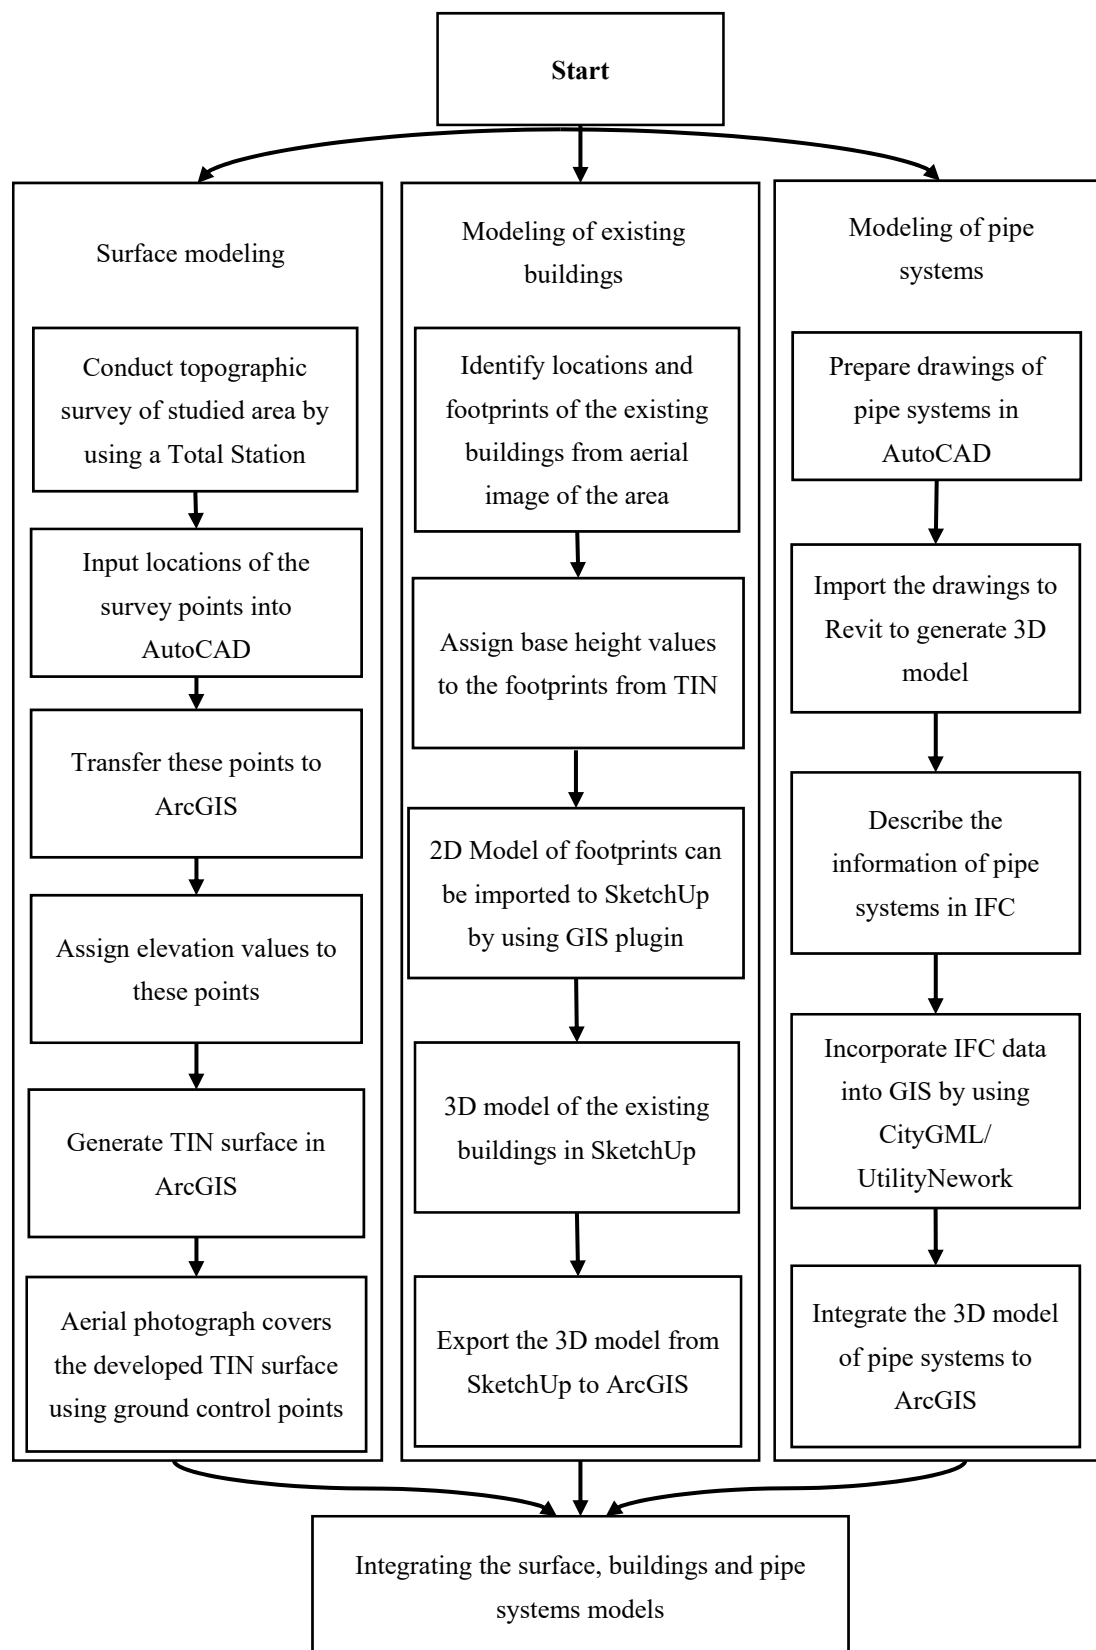 Start
Surface modeling
Conduct topographic
survey of studied area by
using a Total Station
Input locations of the
survey points into
AutoCAD
Transfer these points to
ArcGIS
Assign elevation values to
these points
Generate TIN surface in
ArcGIS
Aerial photograph covers
the developed TIN surface
using ground control points
Modeling of existing
buildings
Identify locations and
footprints of the existing
buildings from aerial
image of the area
Assign base height values
to the footprints from TIN
2D Model of footprints can
be imported to SketchUp
by using GIS plugin
3D model of the existing
buildings in SketchUp
Export the 3D model from
SketchUp to ArcGIS
Modeling of pipe
systems
Prepare drawings of
pipe systems in
AutoCAD
Import the drawings to
Revit to generate 3D
model
Describe the
information of pipe
systems in IFC
Incorporate IFC data
into GIS by using
CityGML/
UtilityNework
Integrate the 3D model
of pipe systems to
ArcGIS
Integrating the surface, buildings and pipe
systems models